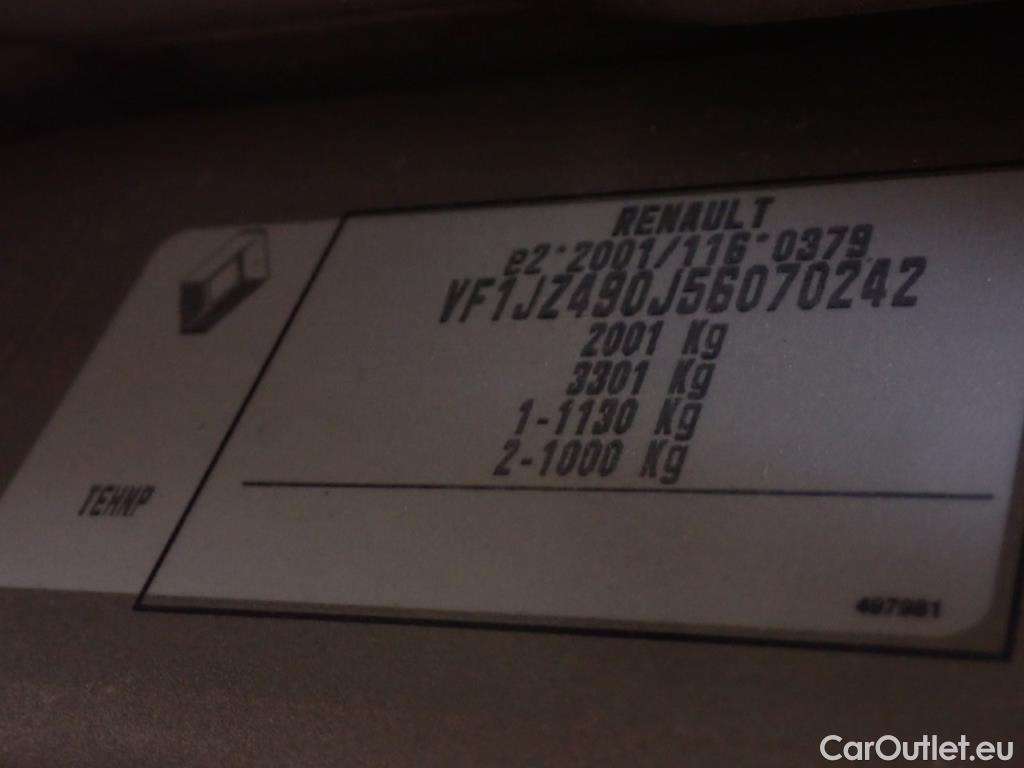 RENAULT
e2*2001/116*0379
VF1JZ490J56070242
2001 Kg
3301 Kg
1-1130 Kg
2-1000 Kg
TEHNP
497981
CarOutlet.eu